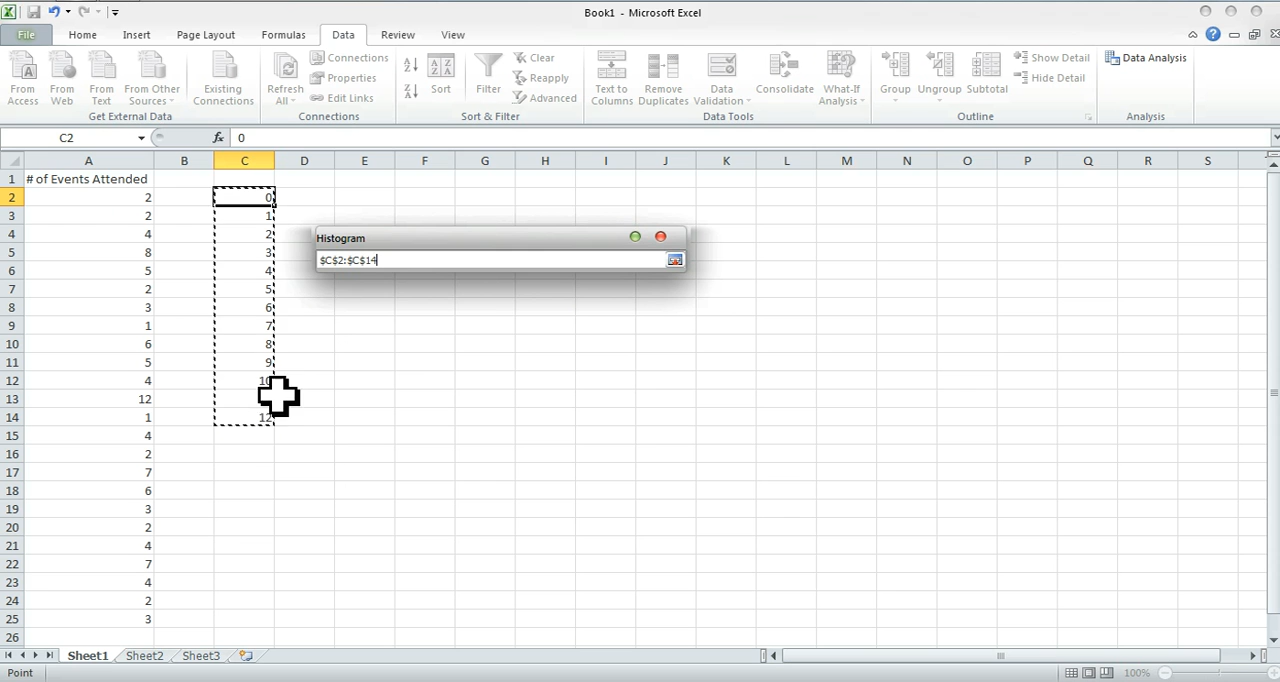 Book1 - Microsoft Excel
File Home Insert Page Layout Formulas Data Review View
From Access
From Web
From Text
From Other Sources
Existing Connections
Get External Data
Refresh All
Connections
Properties
Edit Links
Connections
Sort
Filter
Clear
Reapply
Advanced
Sort & Filter
Text to Columns
Remove Duplicates
Data Validation
Consolidate
What-If Analysis
Data Tools
Group
Ungroup
Subtotal
Show Detail
Hide Detail
Outline
Data Analysis
Analysis
C2 fx 0
A B C D E F G H I J K L M N O P Q R S
1 # of Events Attended
2 2 0
3 2 1
4 4 2
5 8 3
6 5 4
7 2 5
8 3 6
9 1 7
10 6 8
11 5 9
12 4 10
13 12
14 1 12
15 4
16 2
17 7
18 6
19 3
20 2
21 4
22 7
23 4
24 2
25 3
26
Histogram
$C$2:$C$14
Sheet1 Sheet2 Sheet3
Point 100%